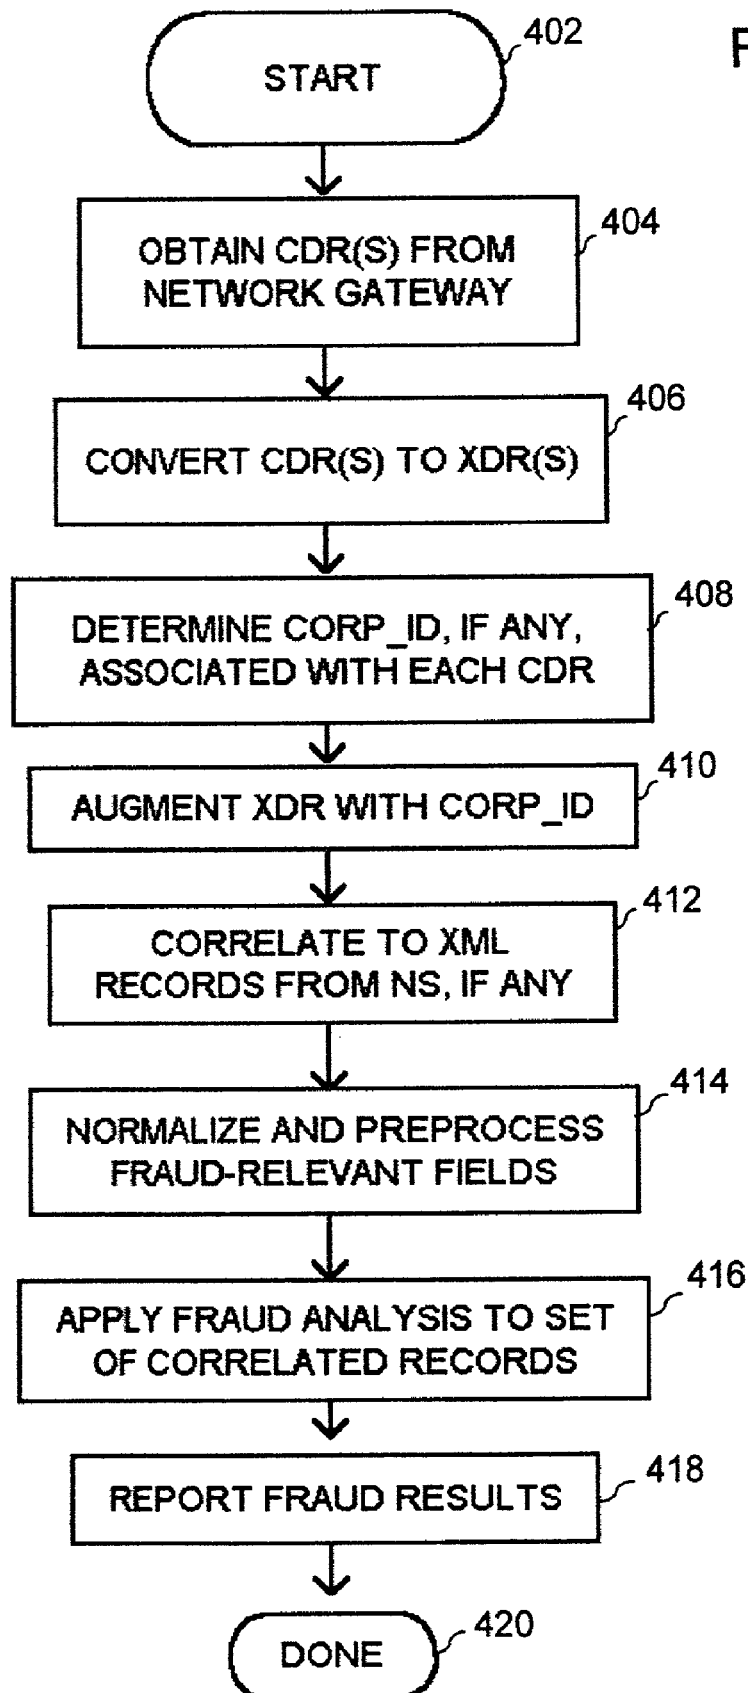 402
START
F
404
OBTAIN CDR(S) FROM
NETWORK GATEWAY
406
CONVERT CDR(S) TO XDR(S)
408
DETERMINE CORP_ID, IF ANY,
ASSOCIATED WITH EACH CDR
410
AUGMENT XDR WITH CORP_ID
412
CORRELATE TO XML
RECORDS FROM NS, IF ANY
414
NORMALIZE AND PREPROCESS
FRAUD-RELEVANT FIELDS
416
APPLY FRAUD ANALYSIS TO SET
OF CORRELATED RECORDS
418
REPORT FRAUD RESULTS
420
DONE